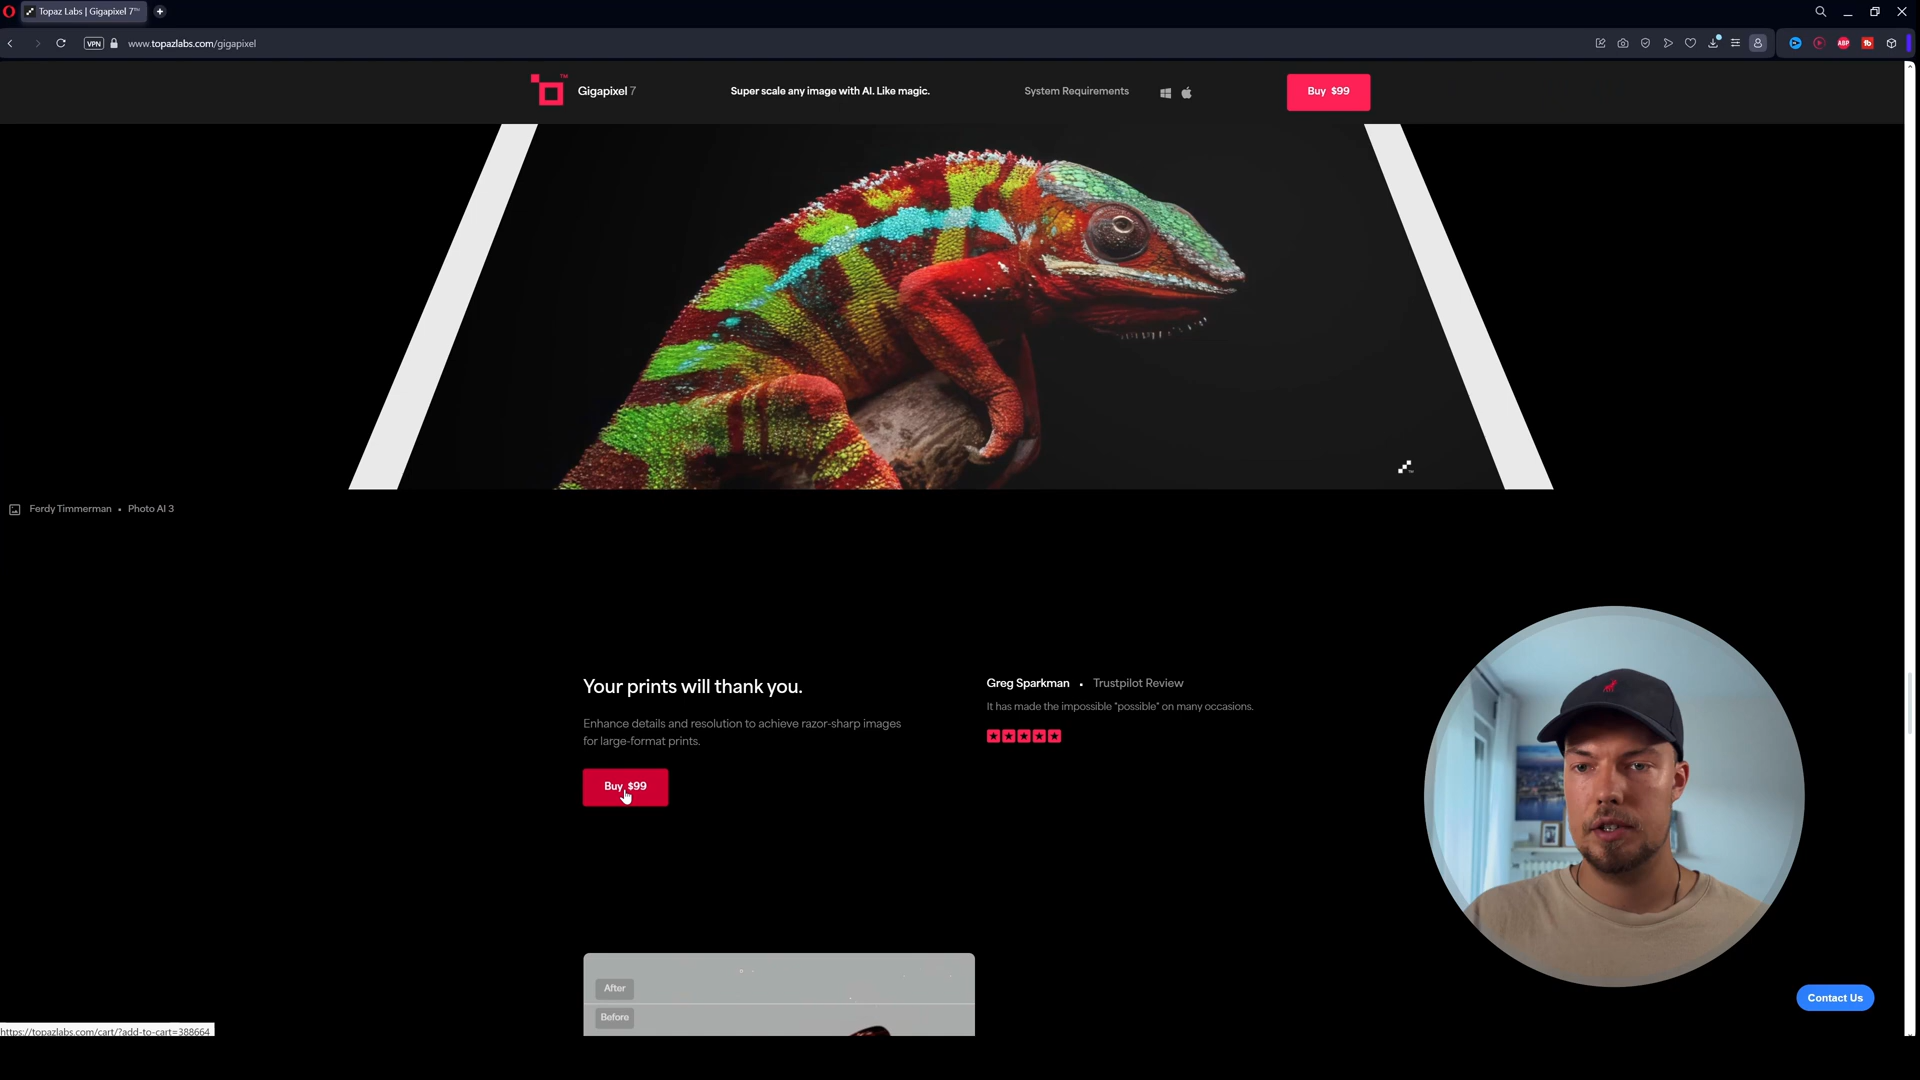 Topaz Labs | Gigapixel 7™
VPN
www.topazlabs.com/gigapixel
ABP
Gigapixel 7
Super scale any image with AI. Like magic.
System Requirements
Buy $99
Ferdy Timmerman • Photo AI 3
Your prints will thank you.
Enhance details and resolution to achieve razor-sharp images
for large-format prints.
Buy $99
Greg Sparkman • Trustpilot Review
It has made the impossible "possible" on many occasions.
After
Before
Contact Us
https://topazlabs.com/cart/?add-to-cart=388664